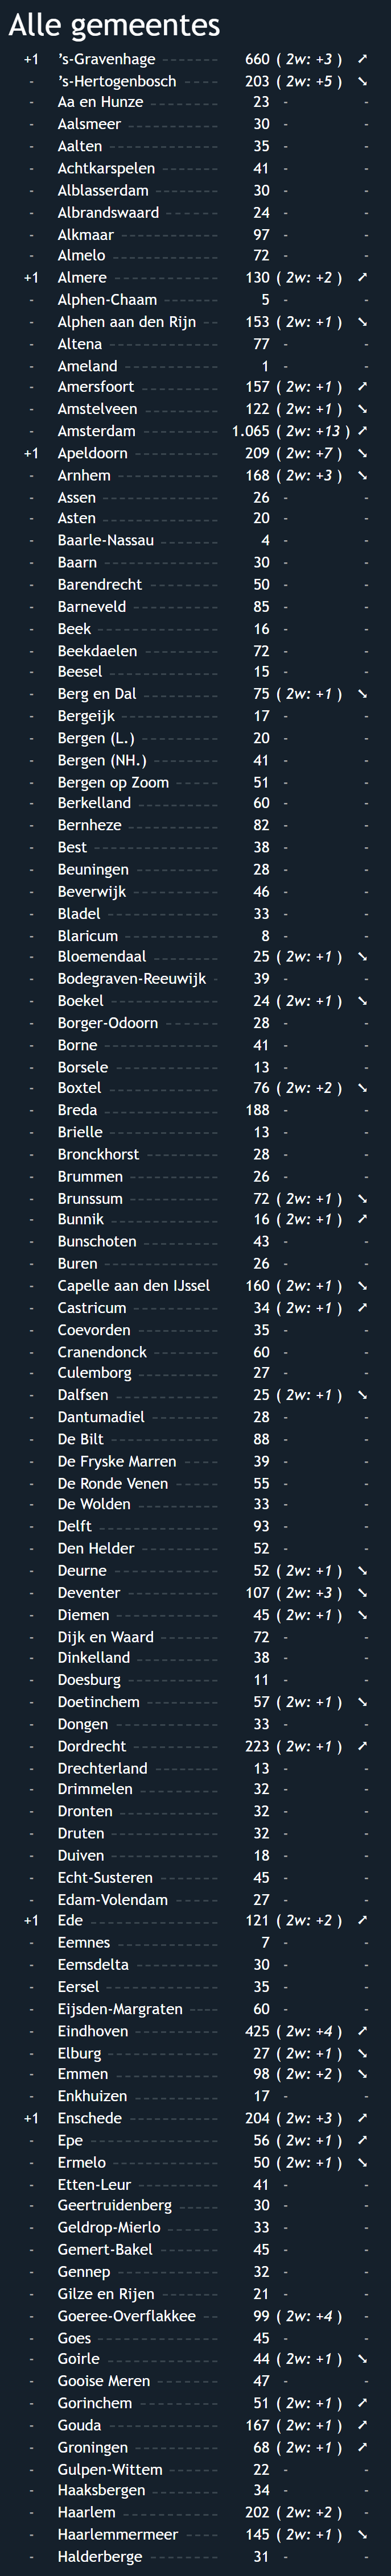 Alle gemeentes
+1 ’s-Gravenhage 660 ( 2w: +3 ) ↗
- ’s-Hertogenbosch 203 ( 2w: +5 ) ↘
- Aa en Hunze 23 - -
- Aalsmeer 30 - -
- Aalten 35 - -
- Achtkarspelen 41 - -
- Alblasserdam 30 - -
- Albrandswaard 24 - -
- Alkmaar 97 - -
- Almelo 72 - -
+1 Almere 130 ( 2w: +2 ) ↗
- Alphen-Chaam 5 - -
- Alphen aan den Rijn 153 ( 2w: +1 ) ↘
- Altena 77 - -
- Ameland 1 - -
- Amersfoort 157 ( 2w: +1 ) ↗
- Amstelveen 122 ( 2w: +1 ) ↘
- Amsterdam 1.065 ( 2w: +13 ) ↗
+1 Apeldoorn 209 ( 2w: +7 ) ↘
- Arnhem 168 ( 2w: +3 ) ↘
- Assen 26 - -
- Asten 20 - -
- Baarle-Nassau 4 - -
- Baarn 30 - -
- Barendrecht 50 - -
- Barneveld 85 - -
- Beek 16 - -
- Beekdaelen 72 - -
- Beesel 15 - -
- Berg en Dal 75 ( 2w: +1 ) ↘
- Bergeijk 17 - -
- Bergen (L.) 20 - -
- Bergen (NH.) 41 - -
- Bergen op Zoom 51 - -
- Berkelland 60 - -
- Bernheze 82 - -
- Best 38 - -
- Beuningen 28 - -
- Beverwijk 46 - -
- Bladel 33 - -
- Blaricum 8 - -
- Bloemendaal 25 ( 2w: +1 ) ↘
- Bodegraven-Reeuwijk 39 - -
- Boekel 24 ( 2w: +1 ) ↘
- Borger-Odoorn 28 - -
- Borne 41 - -
- Borsele 13 - -
- Boxtel 76 ( 2w: +2 ) ↘
- Breda 188 - -
- Brielle 13 - -
- Bronckhorst 28 - -
- Brummen 26 - -
- Brunssum 72 ( 2w: +1 ) ↘
- Bunnik 16 ( 2w: +1 ) ↗
- Bunschoten 43 - -
- Buren 26 - -
- Capelle aan den IJssel 160 ( 2w: +1 ) ↘
- Castricum 34 ( 2w: +1 ) ↗
- Coevorden 35 - -
- Cranendonck 60 - -
- Culemborg 27 - -
- Dalfsen 25 ( 2w: +1 ) ↘
- Dantumadiel 28 - -
- De Bilt 88 - -
- De Fryske Marren 39 - -
- De Ronde Venen 55 - -
- De Wolden 33 - -
- Delft 93 - -
- Den Helder 52 - -
- Deurne 52 ( 2w: +1 ) ↘
- Deventer 107 ( 2w: +3 ) ↘
- Diemen 45 ( 2w: +1 ) ↘
- Dijk en Waard 72 - -
- Dinkelland 38 - -
- Doesburg 11 - -
- Doetinchem 57 ( 2w: +1 ) ↘
- Dongen 33 - -
- Dordrecht 223 ( 2w: +1 ) ↗
- Drechterland 13 - -
- Drimmelen 32 - -
- Dronten 32 - -
- Druten 32 - -
- Duiven 18 - -
- Echt-Susteren 45 - -
- Edam-Volendam 27 - -
+1 Ede 121 ( 2w: +2 ) ↗
- Eemnes 7 - -
- Eemsdelta 30 - -
- Eersel 35 - -
- Eijsden-Margraten 60 - -
- Eindhoven 425 ( 2w: +4 ) ↗
- Elburg 27 ( 2w: +1 ) ↘
- Emmen 98 ( 2w: +2 ) ↘
- Enkhuizen 17 - -
+1 Enschede 204 ( 2w: +3 ) ↗
- Epe 56 ( 2w: +1 ) ↗
- Ermelo 50 ( 2w: +1 ) ↘
- Etten-Leur 41 - -
- Geertruidenberg 30 - -
- Geldrop-Mierlo 33 - -
- Gemert-Bakel 45 - -
- Gennep 32 - -
- Gilze en Rijen 21 - -
- Goeree-Overflakkee 99 ( 2w: +4 ) -
- Goes 45 - -
- Goirle 44 ( 2w: +1 ) ↘
- Gooise Meren 47 - -
- Gorinchem 51 ( 2w: +1 ) ↗
- Gouda 167 ( 2w: +1 ) ↗
- Groningen 68 ( 2w: +1 ) ↗
- Gulpen-Wittem 22 - -
- Haaksbergen 34 - -
- Haarlem 202 ( 2w: +2 ) -
- Haarlemmermeer 145 ( 2w: +1 ) ↘
- Halderberge 31 - -